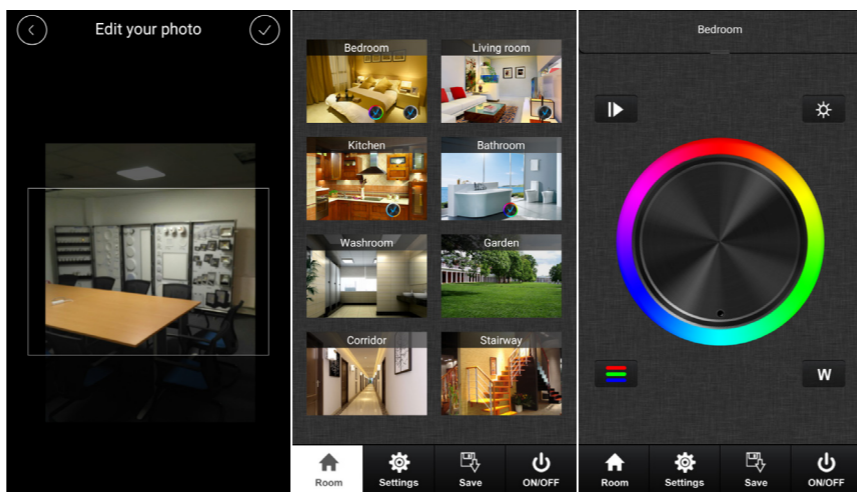 Edit your photo
Bedroom
Living room
Kitchen
Bathroom
Washroom
Garden
Corridor
Stairway
Room
Settings
Save
ON/OFF
Bedroom
W
Room
Settings
Save
ON/OFF